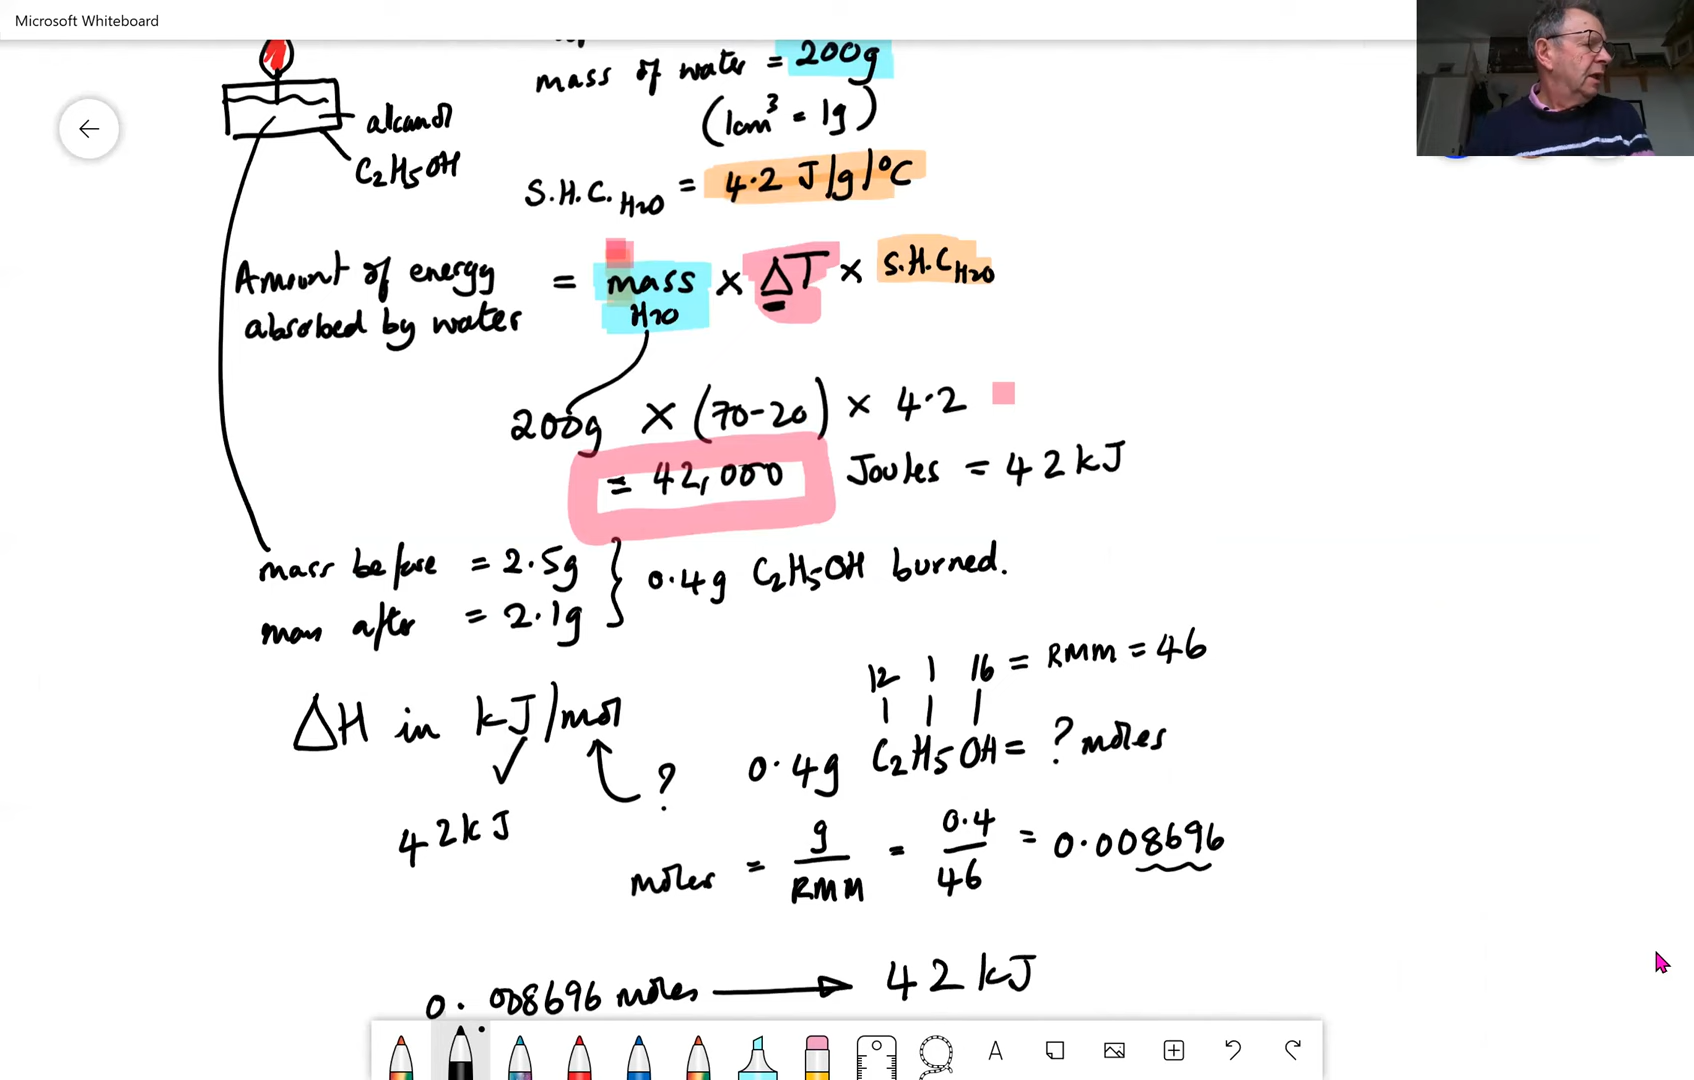 Microsoft Whiteboard
mass of water = 200g
(1cm³ = 1g)
alcanol
C2H5OH
S.H.C.H2O = 4.2 J/g/°C
Amount of energy absorbed by water = mass H2O × ΔT × S.H.C H2O
200g × (70-20) × 4.2
= 42,000 Joules = 42kJ
mass before = 2.5g
mass after = 2.1g
} 0.4g C2H5OH burned.
12 1 16 = RMM = 46
ΔH in kJ/mol
✓ ?
0.4g C2H5OH = ? moles
42kJ
moles = g/RMM = 0.4/46 = 0.008696
0.008696 moles → 42kJ
A